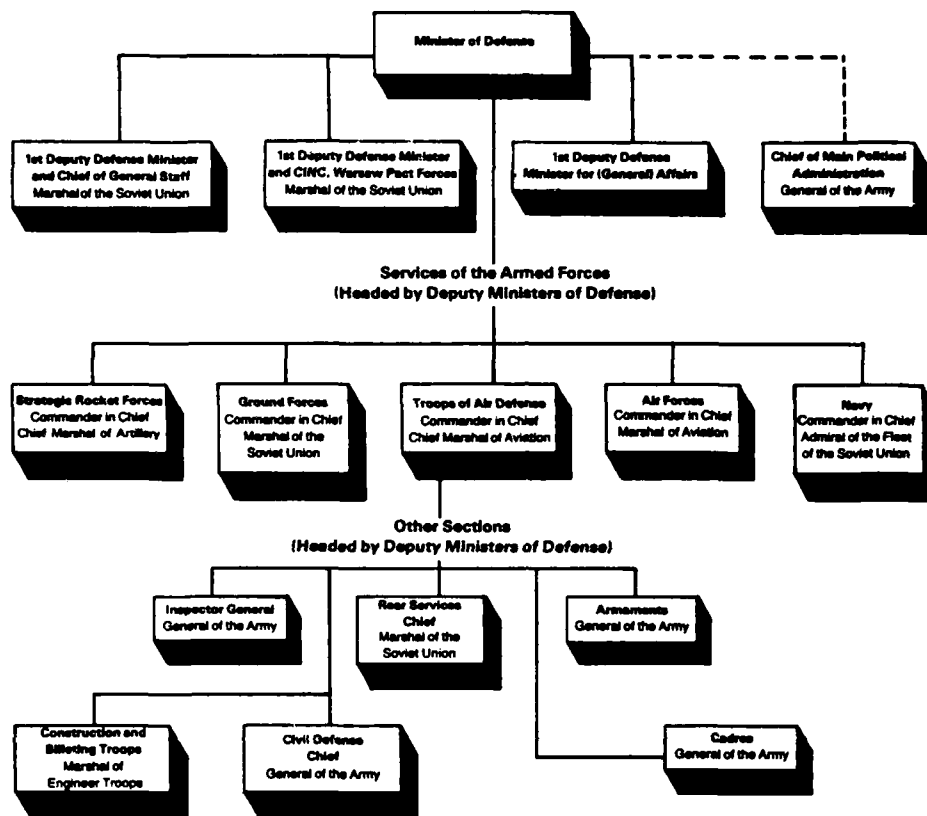 Minister of Defense
1st Deputy Defense Minister
and Chief of General Staff
Marshal of the Soviet Union
1st Deputy Defense Minister
and CINC, Warsaw Pact Forces
Marshal of the Soviet Union
1st Deputy Defense
Minister for (General) Affairs
Chief of Main Political
Administration
General of the Army
Services of the Armed Forces
(Headed by Deputy Ministers of Defense)
Strategic Rocket Forces
Commander in Chief
Chief Marshal of Artillery
Ground Forces
Commander in Chief
Marshal of the
Soviet Union
Troops of Air Defense
Commander in Chief
Chief Marshal of Aviation
Air Forces
Commander in Chief
Marshal of Aviation
Navy
Commander in Chief
Admiral of the Fleet
of the Soviet Union
Other Sections
(Headed by Deputy Ministers of Defense)
Inspector General
General of the Army
Rear Services
Chief
Marshal of the
Soviet Union
Armaments
General of the Army
Construction and
Billeting Troops
Marshal of
Engineer Troops
Civil Defense
Chief
General of the Army
Cadres
General of the Army